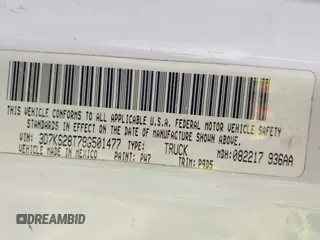 THIS VEHICLE CONFORMS TO ALL APPLICABLE U.S.A. FEDERAL MOTOR VEHICLE SAFETY
STANDARDS IN EFFECT ON THE DATE OF MANUFACTURE SHOWN ABOVE.
VIN: 3D7KS28T79G501477 TYPE: TRUCK MDH: 082217 936AA
VEHICLE MADE IN MEXICO PAINT: PW7 TRIM: P9D5
DREAMBID